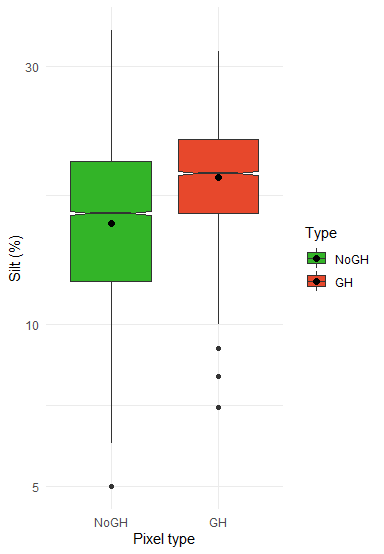 Silt (%)
30
10
5
NoGH
GH
Pixel type
Type
NoGH
GH